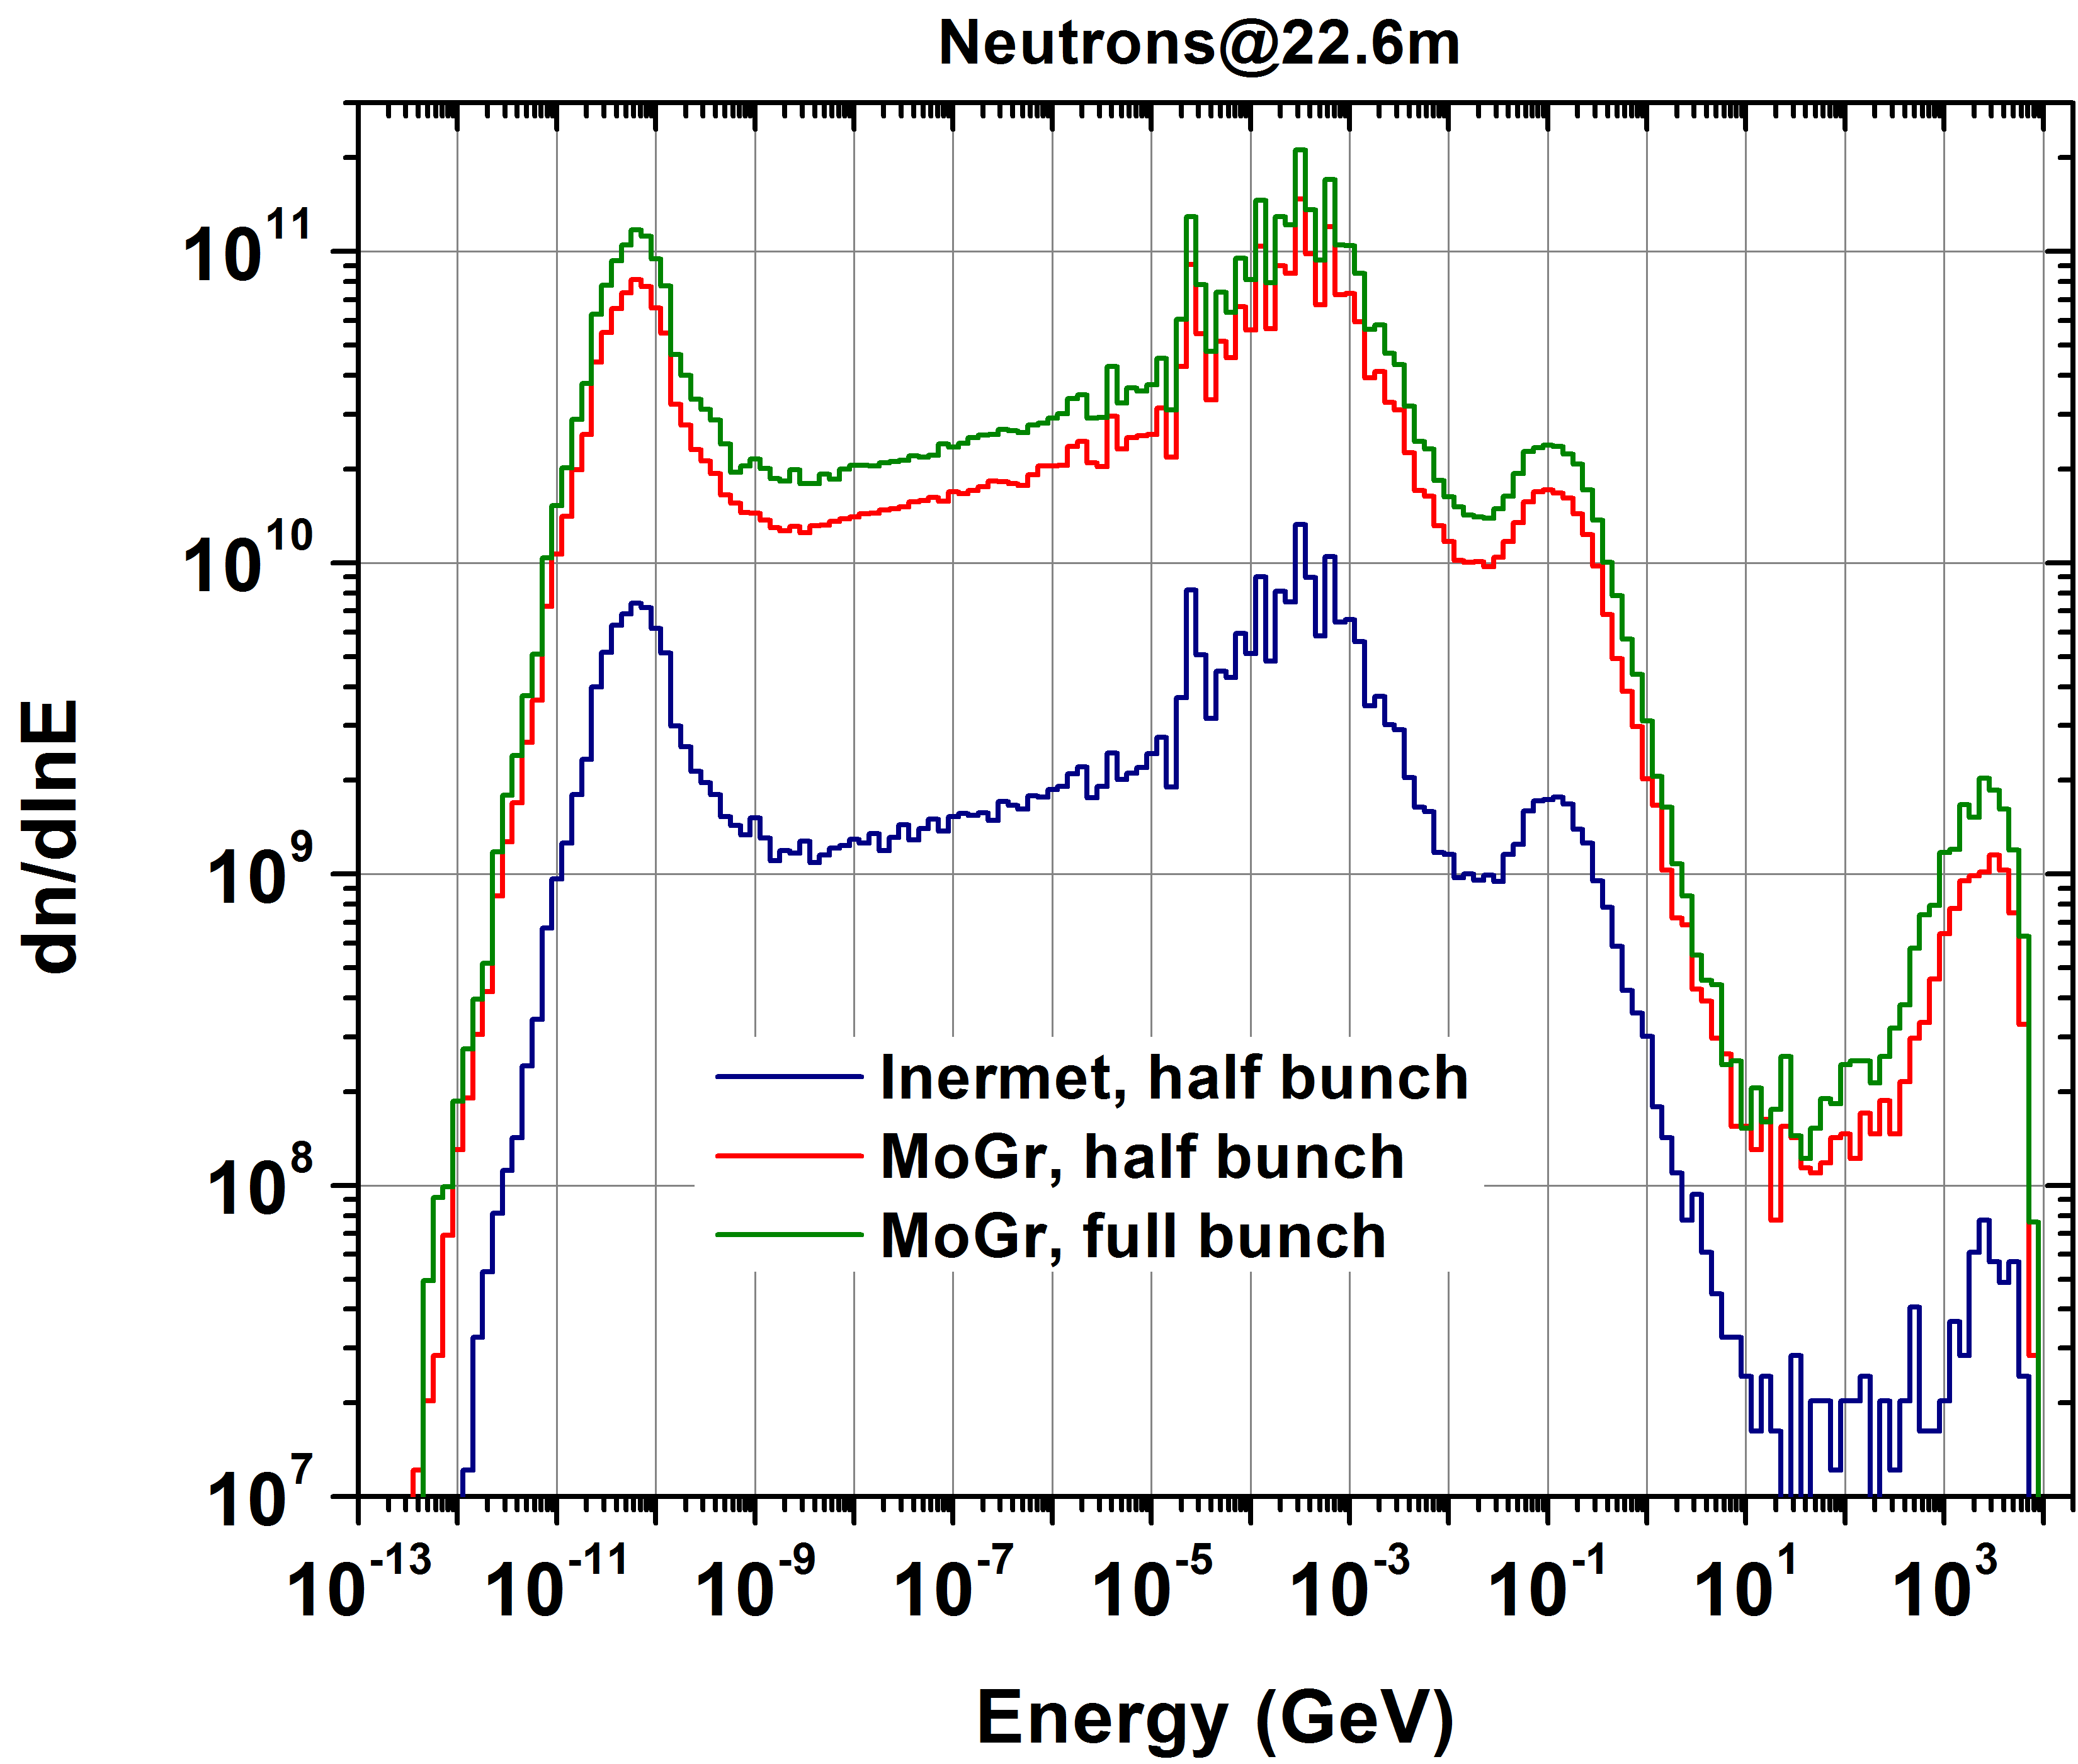 Neutrons@22.6m
dn/dlnE
10^11
10^10
10^9
10^8
10^7
Inermet, half bunch
MoGr, half bunch
MoGr, full bunch
10^-13 10^-11 10^-9 10^-7 10^-5 10^-3 10^-1 10^1 10^3
Energy (GeV)